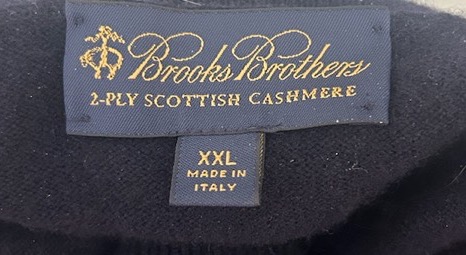 Brooks Brothers
2-PLY SCOTTISH CASHMERE
XXL
MADE IN
ITALY